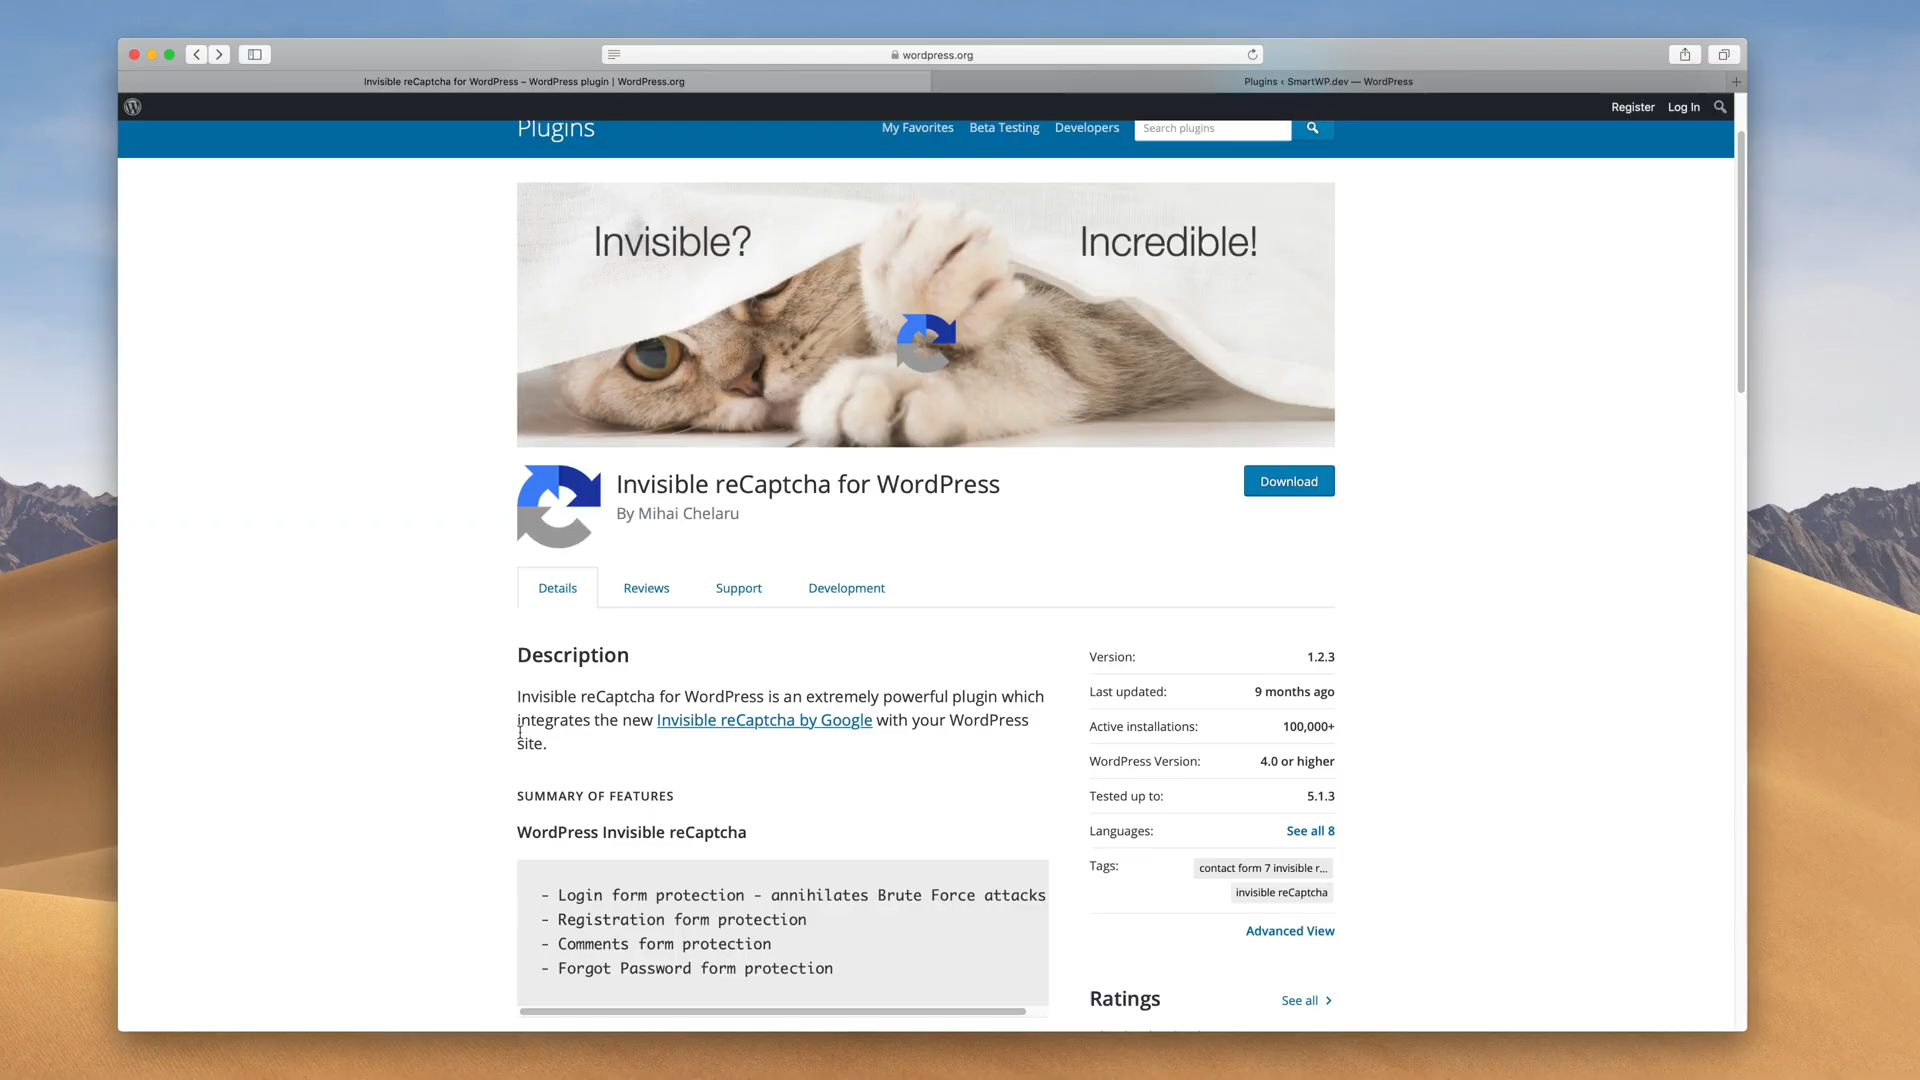 wordpress.org
Invisible reCaptcha for WordPress – WordPress plugin | WordPress.org
Plugins ‹ SmartWP.dev — WordPress
Register Log In
Plugins
My Favorites Beta Testing Developers Search plugins
Invisible? Incredible!
Invisible reCaptcha for WordPress
Download
By Mihai Chelaru
Details Reviews Support Development
Description
Invisible reCaptcha for WordPress is an extremely powerful plugin which
integrates the new Invisible reCaptcha by Google with your WordPress
site.
SUMMARY OF FEATURES
WordPress Invisible reCaptcha
- Login form protection - annihilates Brute Force attacks
- Registration form protection
- Comments form protection
- Forgot Password form protection
Version: 1.2.3
Last updated: 9 months ago
Active installations: 100,000+
WordPress Version: 4.0 or higher
Tested up to: 5.1.3
Languages: See all 8
Tags: contact form 7 invisible r...
invisible reCaptcha
Advanced View
Ratings See all